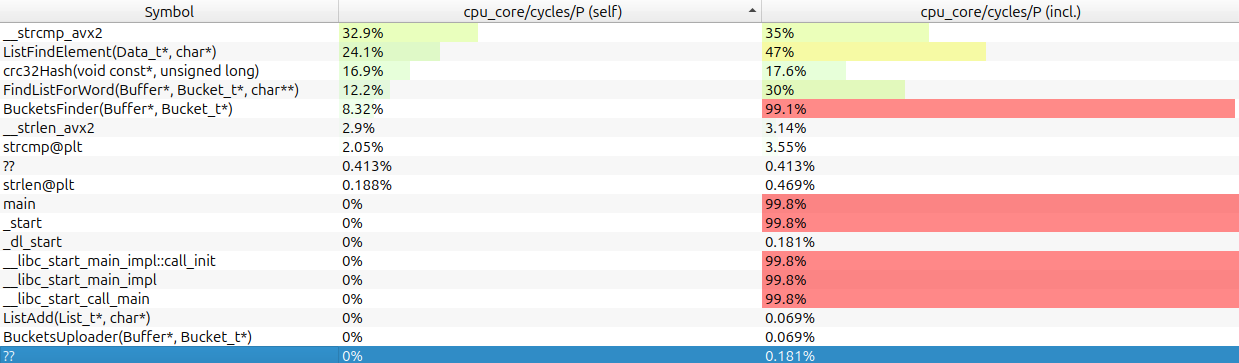 Symbol cpu_core/cycles/P (self) cpu_core/cycles/P (incl.)
__strcmp_avx2 32.9% 35%
ListFindElement(Data_t*, char*) 24.1% 47%
crc32Hash(void const*, unsigned long) 16.9% 17.6%
FindListForWord(Buffer*, Bucket_t*, char**) 12.2% 30%
BucketsFinder(Buffer*, Bucket_t*) 8.32% 99.1%
__strlen_avx2 2.9% 3.14%
strcmp@plt 2.05% 3.55%
?? 0.413% 0.413%
strlen@plt 0.188% 0.469%
main 0% 99.8%
_start 0% 99.8%
_dl_start 0% 0.181%
__libc_start_main_impl::call_init 0% 99.8%
__libc_start_main_impl 0% 99.8%
__libc_start_call_main 0% 99.8%
ListAdd(List_t*, char*) 0% 0.069%
BucketsUploader(Buffer*, Bucket_t*) 0% 0.069%
?? 0% 0.181%